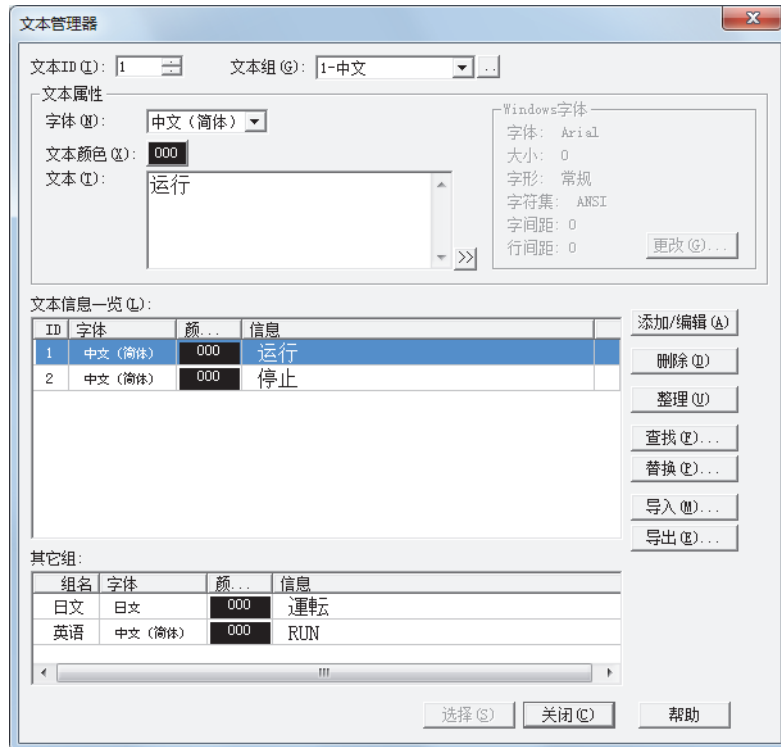 文本管理器
文本ID(I): 1 文本组(G): 1-中文 ..
文本属性
字体(N): 中文（简体）
文本颜色(X): 000
文本(T): 运行
>>
Windows字体
字体: Arial
大小: 0
字形: 常规
字符集: ANSI
字间距: 0
行间距: 0
更改(G)...
文本信息一览(L):
ID 字体 颜... 信息
1 中文（简体） 000 运行
2 中文（简体） 000 停止
添加/编辑(A)
删除(D)
整理(U)
查找(F)...
替换(P)...
导入(M)...
导出(E)...
其它组:
组名 字体 颜... 信息
日文 日文 000 運転
英语 中文（简体） 000 RUN
选择(S) 关闭(C) 帮助